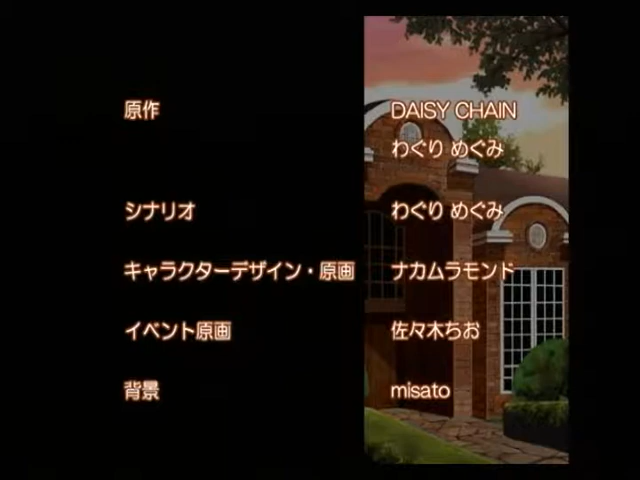 原作 DAISY CHAIN
わぐり めぐみ
シナリオ わぐり めぐみ
キャラクターデザイン・原画 ナカムラモンド
イベント原画 佐々木ちお
背景 misato